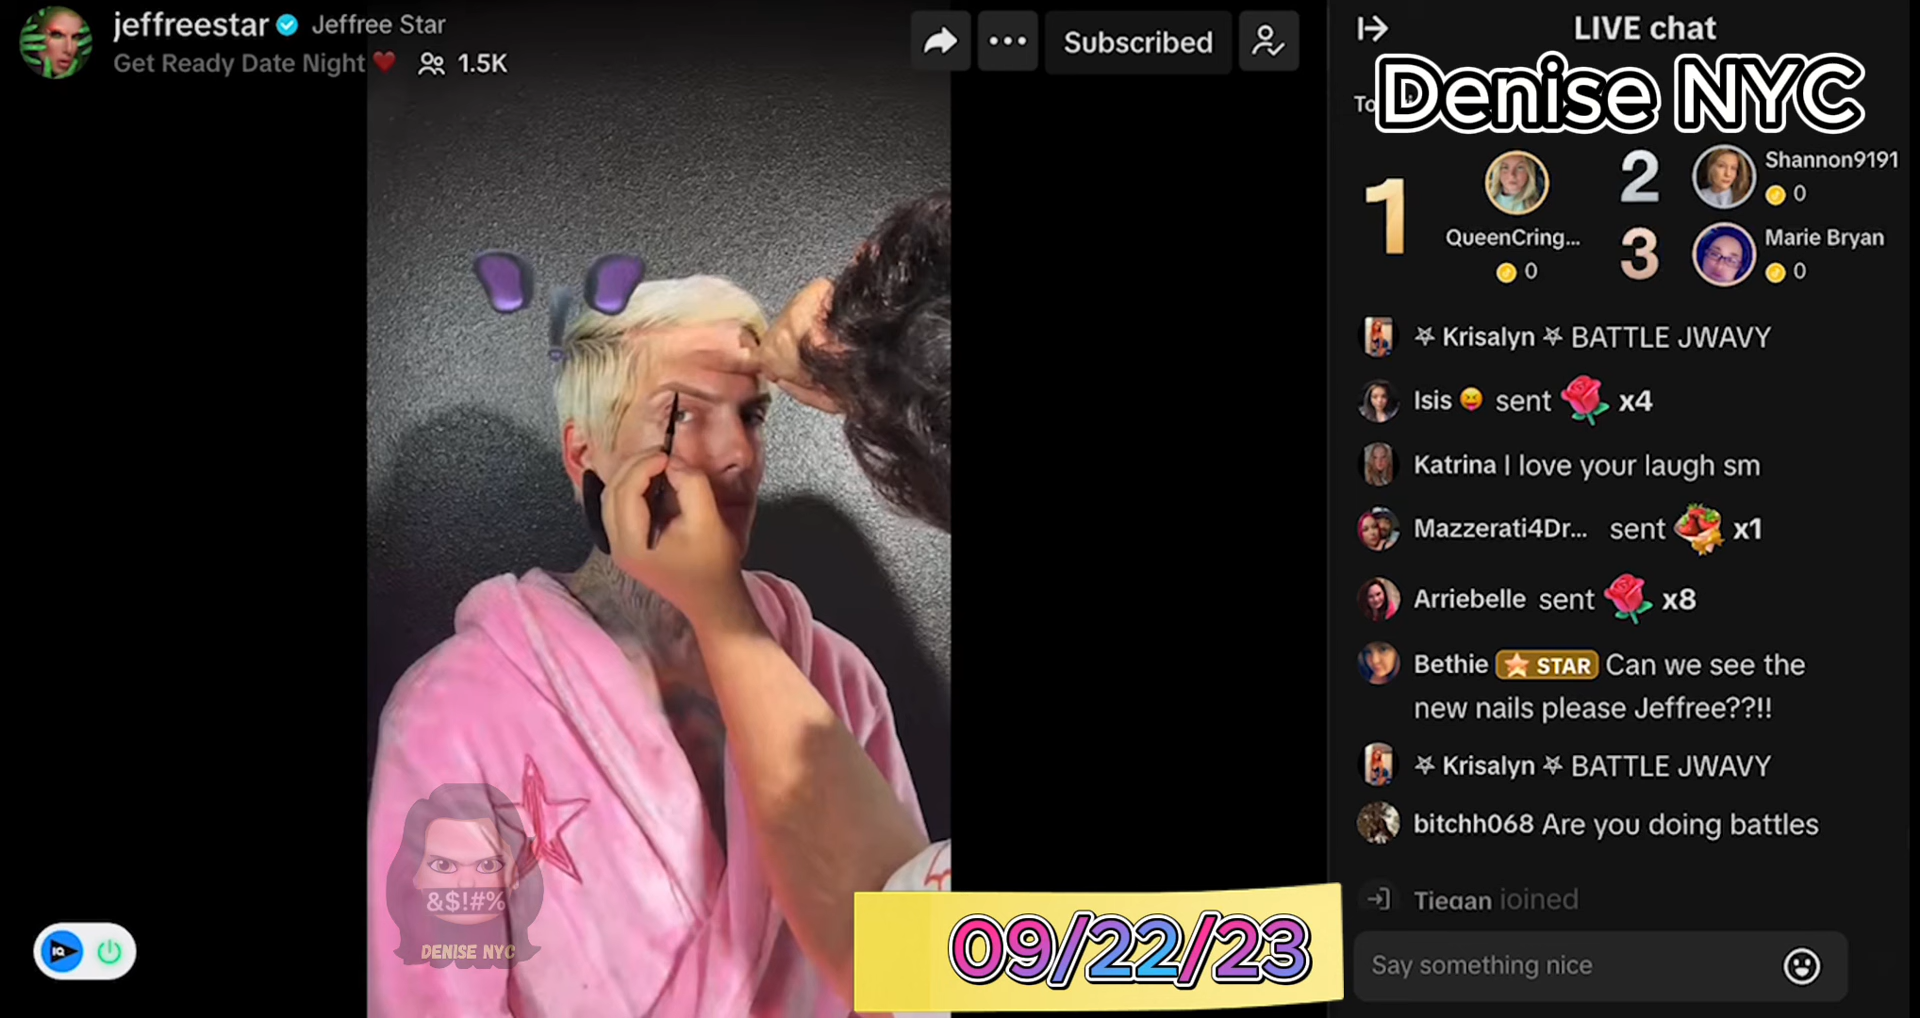 jeffreestar Jeffree Star
Get Ready Date Night 1.5K
Subscribed
LIVE chat
Denise NYC
To
1
QueenCring...
0
2
Shannon9191
0
3
Marie Bryan
0
Krisalyn BATTLE JWAVY
Isis sent x4
Katrina I love your laugh sm
Mazzerati4Dr... sent x1
Arriebelle sent x8
Bethie STAR Can we see the
new nails please Jeffree??!!
Krisalyn BATTLE JWAVY
bitchh068 Are you doing battles
Tiegan joined
Say something nice
&$!#%
DENISE NYC
IQ
09/22/23